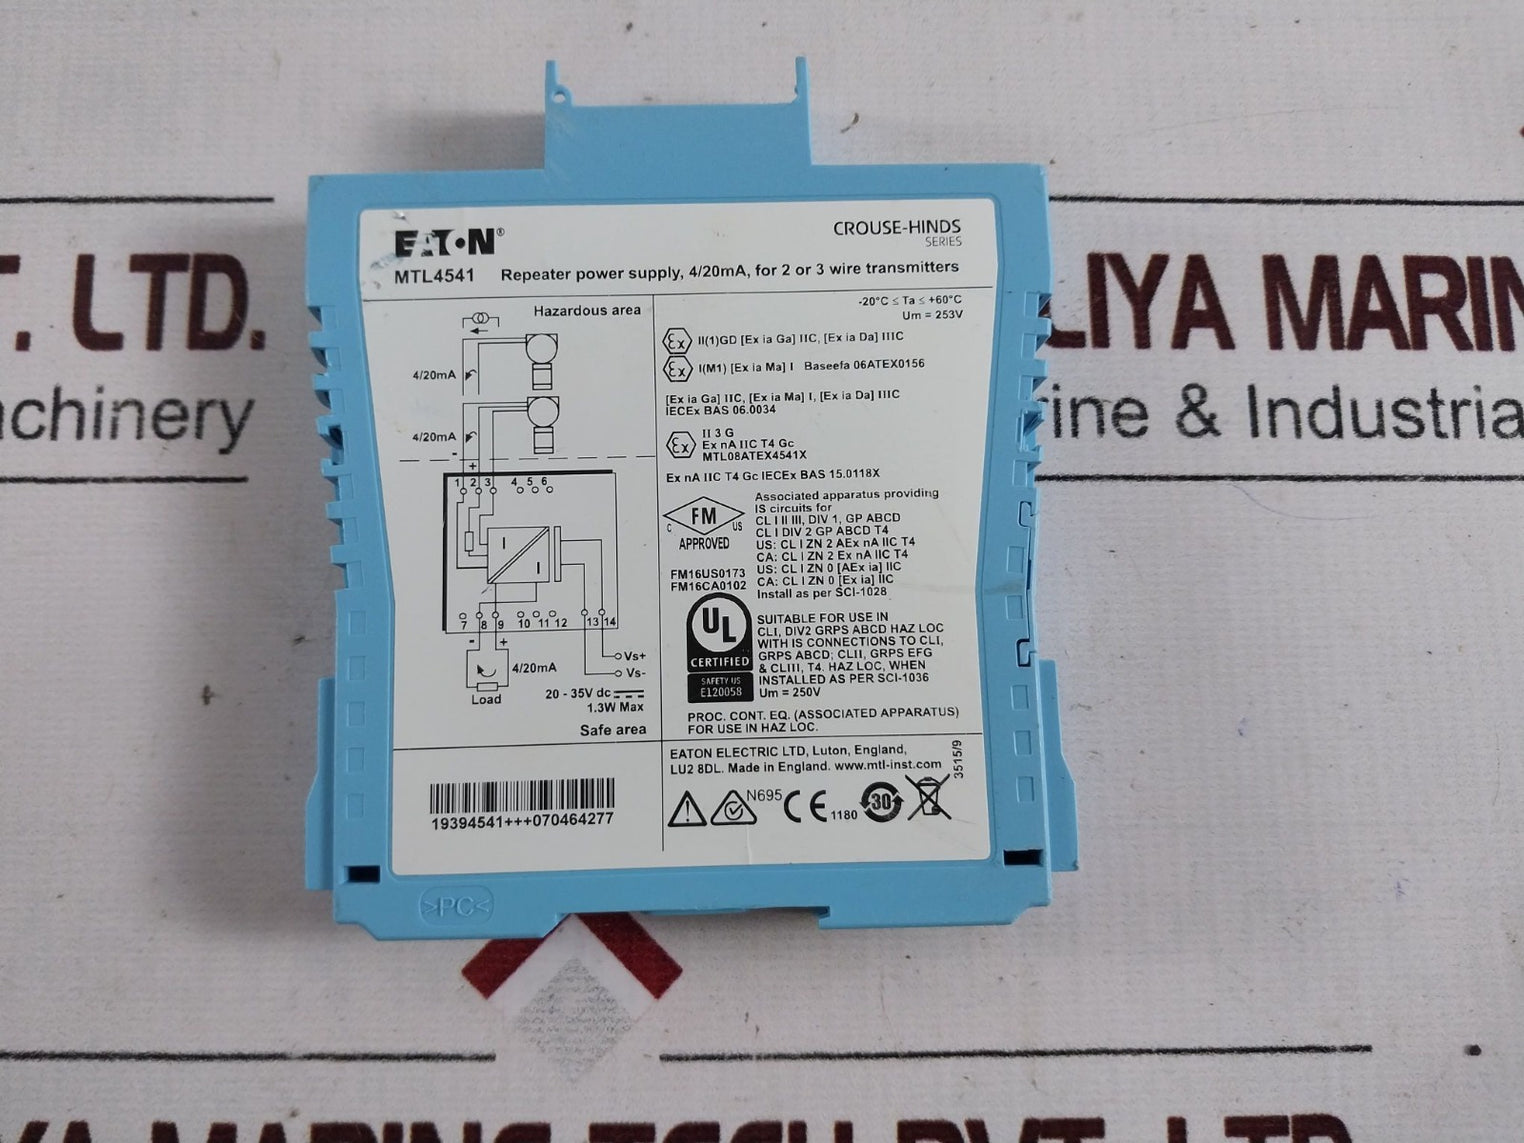 T. LTD.
LIYA MARIN
achinery
rine & Industria
EATON®
CROUSE-HINDS
SERIES
MTL4541 Repeater power supply, 4/20mA, for 2 or 3 wire transmitters
Hazardous area
4/20mA
4/20mA
-
+
1 2 3 4 5 6
I
I
7 8 9 10 11 12 13 14
- +
4/20mA
Load
Vs+
Vs-
20 - 35V dc
1.3W Max
Safe area
-20°C ≤ Ta ≤ +60°C
Um = 253V
Ex II(1)GD [Ex ia Ga] IIC, [Ex ia Da] IIIC
Ex I(M1) [Ex ia Ma] I Baseefa 06ATEX0156
[Ex ia Ga] IIC, [Ex ia Ma] I, [Ex ia Da] IIIC
IECEx BAS 06.0034
Ex II 3 G
Ex nA IIC T4 Gc
MTL08ATEX4541X
Ex nA IIC T4 Gc IECEx BAS 15.0118X
FM
C US
APPROVED
FM16US0173
FM16CA0102
Associated apparatus providing
IS circuits for
CL I II III, DIV 1, GP ABCD
CL I DIV 2 GP ABCD T4
US: CL I ZN 2 AEx nA IIC T4
CA: CL I ZN 2 Ex nA IIC T4
US: CL I ZN 0 [AEx ia] IIC
CA: CL I ZN 0 [Ex ia] IIC
Install as per SCI-1028
UL
CERTIFIED
SAFETY US
E120058
SUITABLE FOR USE IN
CLI, DIV2 GRPS ABCD HAZ LOC
WITH IS CONNECTIONS TO CLI,
GRPS ABCD; CLII, GRPS EFG
& CLIII, T4. HAZ LOC, WHEN
INSTALLED AS PER SCI-1036
Um = 250V
PROC. CONT. EQ. (ASSOCIATED APPARATUS)
FOR USE IN HAZ LOC.
EATON ELECTRIC LTD, Luton, England,
LU2 8DL. Made in England. www.mtl-inst.com
3515/9
N695
CE 1180
30
19394541+++070464277
>PC<
YA MARINE TECH PVT. LTD